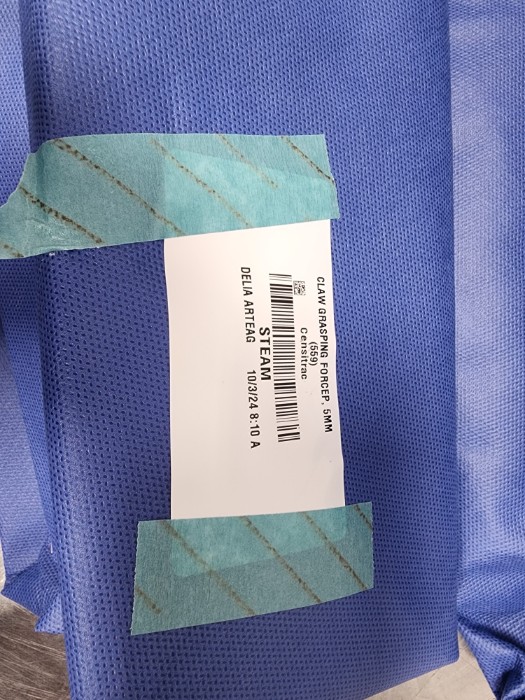 CLAW GRASPING FORCEP, 5MM
(559)
Censitrac
STEAM
DELIA ARTEAG 10/3/24 8:10 A